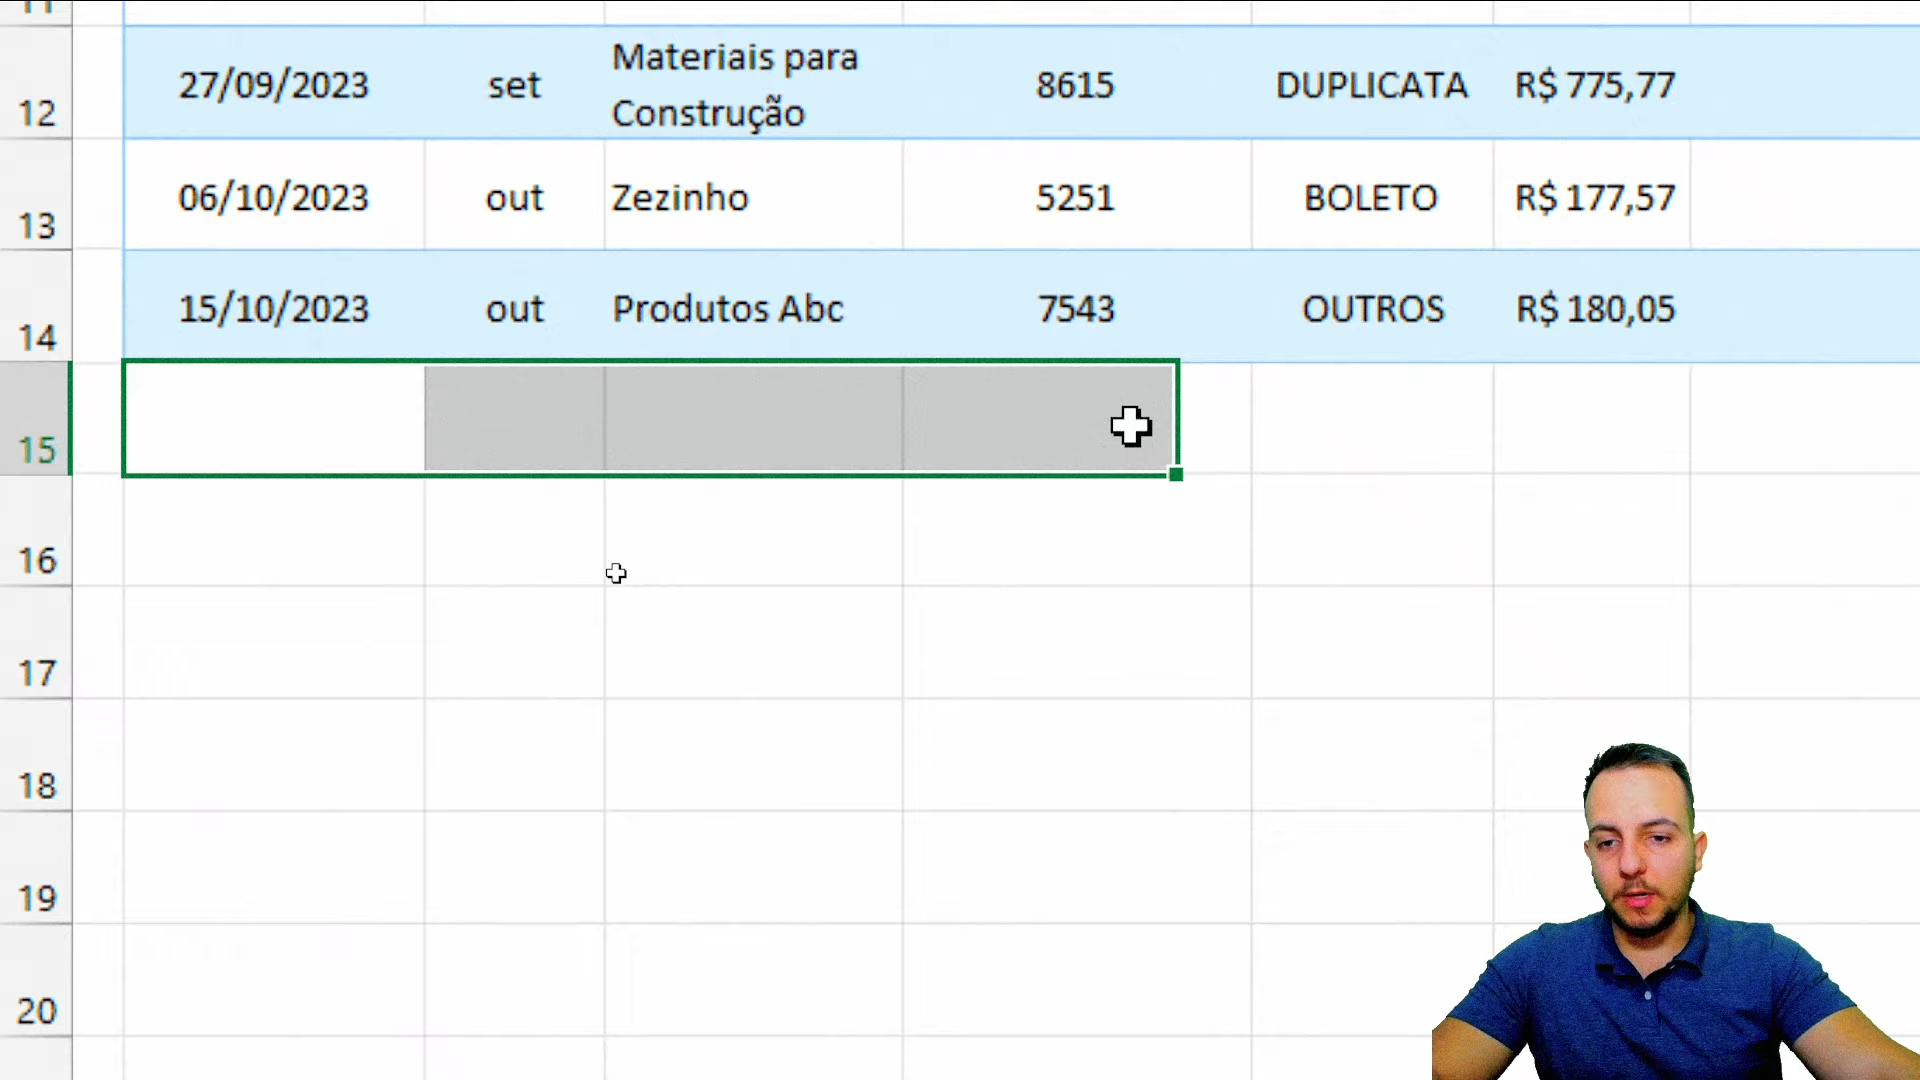 11
12 27/09/2023 set Materiais para Construção 8615 DUPLICATA R$ 775,77
13 06/10/2023 out Zezinho 5251 BOLETO R$ 177,57
14 15/10/2023 out Produtos Abc 7543 OUTROS R$ 180,05
15
16
17
18
19
20